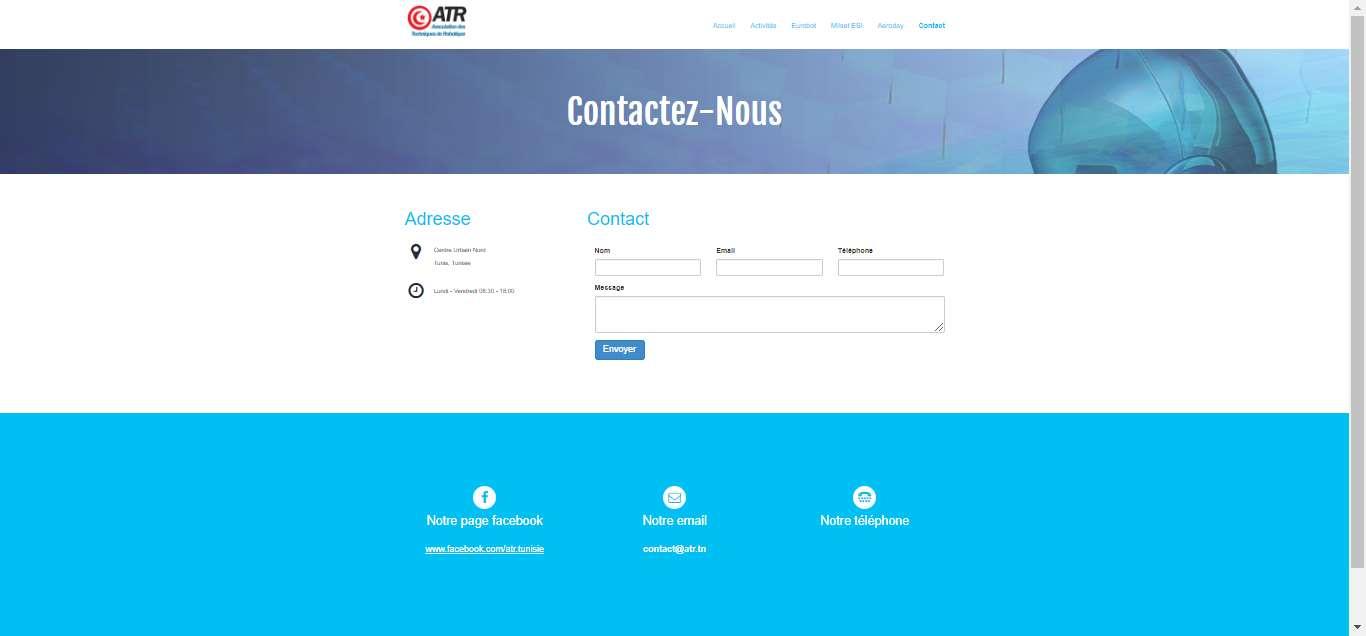 ATR
Association des
Techniques de Robotique
Accueil Activités Eurobot Milset ESI Aeroday Contact
Contactez-Nous
Adresse
Centre Urbain Nord
Tunis, Tunisie
Lundi - Vendredi 08:30 - 18:00
Contact
Nom Email Téléphone
Message
Envoyer
Notre page facebook Notre email Notre téléphone
www.facebook.com/atr.tunisie contact@atr.tn